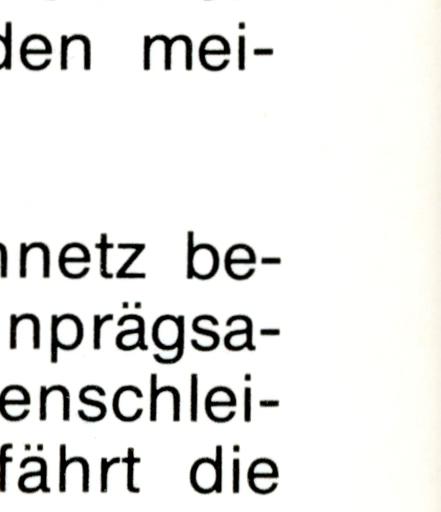 den mei-
nnetz be-
nprägsa-
enschlei-
fährt die